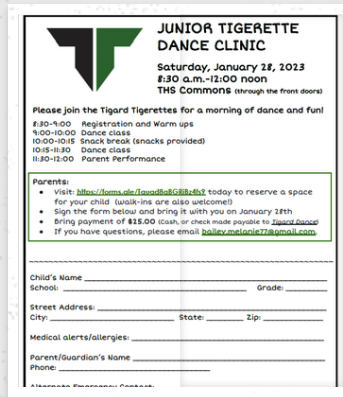 JUNIOR TIGERETTE
DANCE CLINIC
Saturday, January 28, 2023
8:30 a.m.-12:00 noon
THS Commons (through the front doors)
Please join the Tigard Tigerettes for a morning of dance and fun!
8:30-9:00 Registration and Warm ups
9:00-10:00 Dance class
10:00-10:15 Snack break (snacks provided)
10:15-11:30 Dance class
11:30-12:00 Parent Performance
Parents:
• Visit: today to reserve a space
for your child (walk-ins are also welcome!)
• Sign the form below and bring it with you on January 28th
• Bring payment of $25.00 (Cash, or check made payable to Tigard Dance)
• If you have questions, please email bailey.melanie77@gmail.com.
Child's Name
School: Grade:
Street Address:
City: State: Zip:
Medical alerts/allergies:
Parent/Guardian's Name
Phone:
Alternate Emergency Contact: